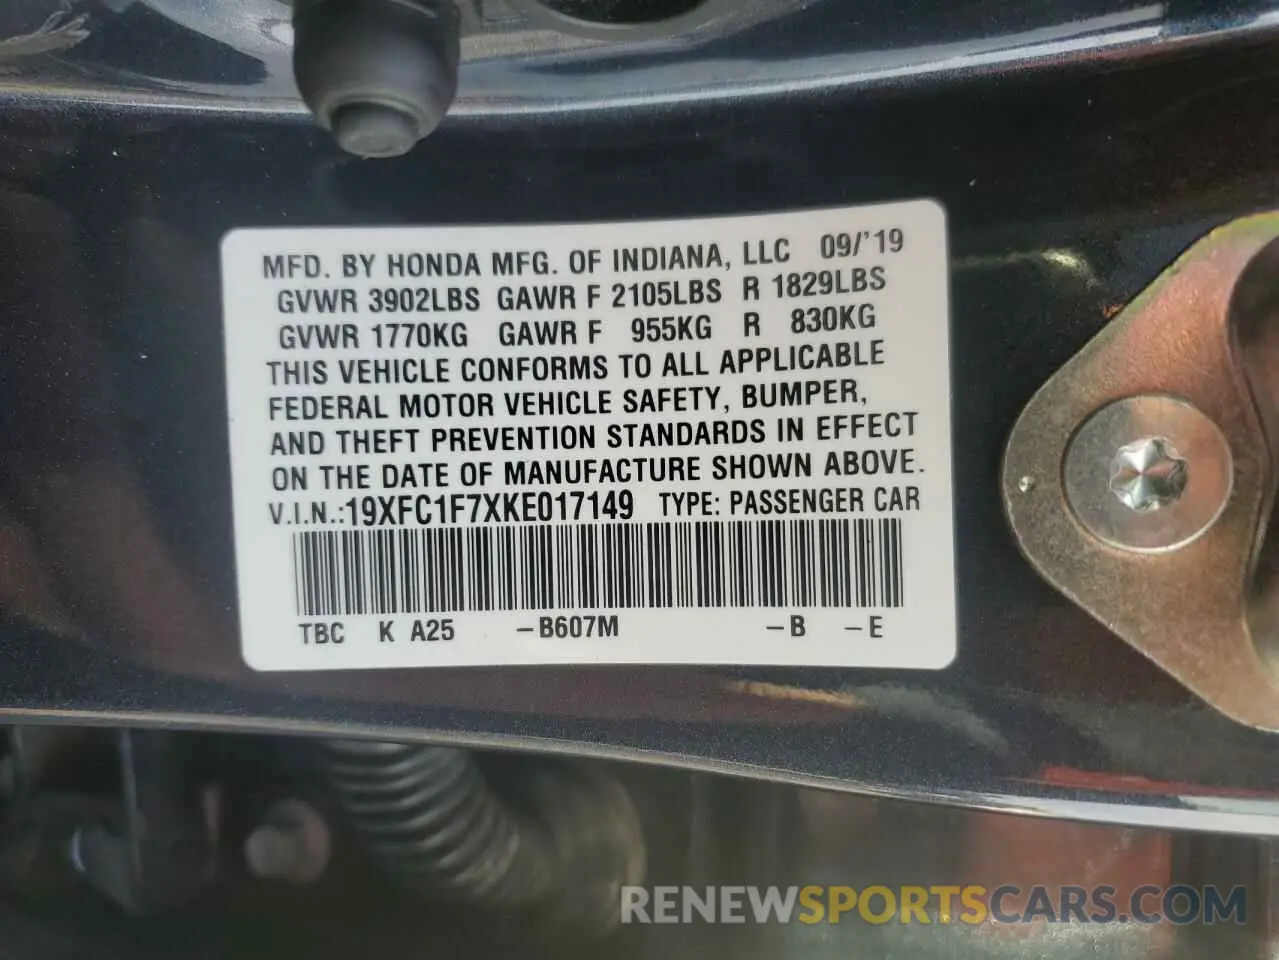 MFD. BY HONDA MFG. OF INDIANA, LLC 09/'19
GVWR 3902LBS GAWR F 2105LBS R 1829LBS
GVWR 1770KG GAWR F 955KG R 830KG
THIS VEHICLE CONFORMS TO ALL APPLICABLE
FEDERAL MOTOR VEHICLE SAFETY, BUMPER,
AND THEFT PREVENTION STANDARDS IN EFFECT
ON THE DATE OF MANUFACTURE SHOWN ABOVE.
V.I.N.:19XFC1F7XKE017149 TYPE: PASSENGER CAR
TBC K A25 -B607M -B -E
RENEWSPORTSCARS.COM